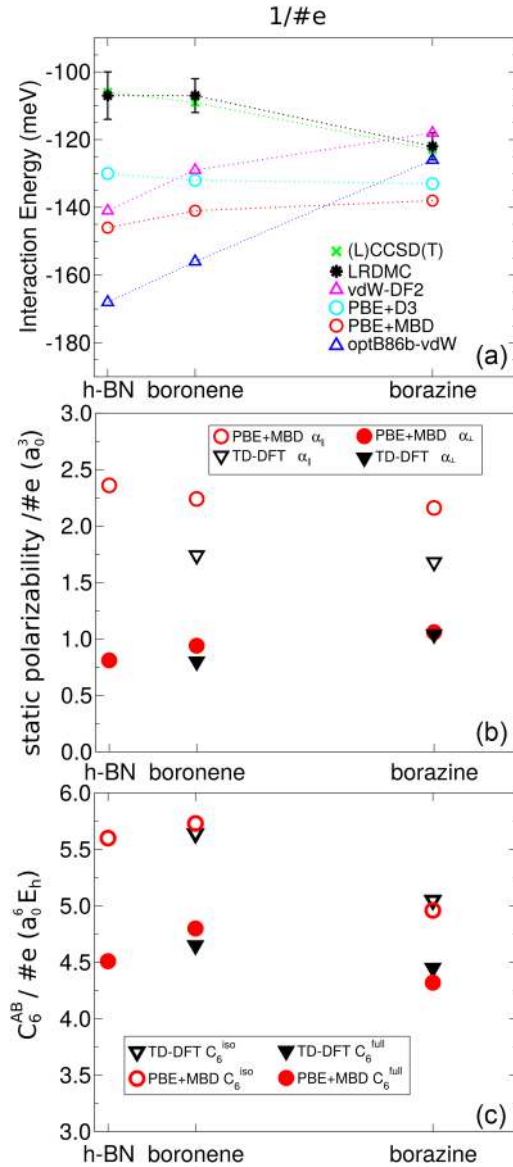 1/#e
-100
-120
-140
-160
-180
Interaction Energy (meV)
(L)CCSD(T)
LRDMC
vdW-DF2
PBE+D3
PBE+MBD
optB86b-vdW
(a)
h-BN boronene borazine
3.0
2.5
2.0
1.5
1.0
0.5
0.0
static polarizability /#e (a₀³)
PBE+MBD α∥ PBE+MBD α⊥
TD-DFT α∥ TD-DFT α⊥
(b)
h-BN boronene borazine
6.0
5.5
5.0
4.5
4.0
3.5
3.0
C₆ᴬᴮ / #e (a₀⁶ Eₕ)
TD-DFT C₆ⁱˢᵒ TD-DFT C₆ᶠᵘˡˡ
PBE+MBD C₆ⁱˢᵒ PBE+MBD C₆ᶠᵘˡˡ
(c)
h-BN boronene borazine